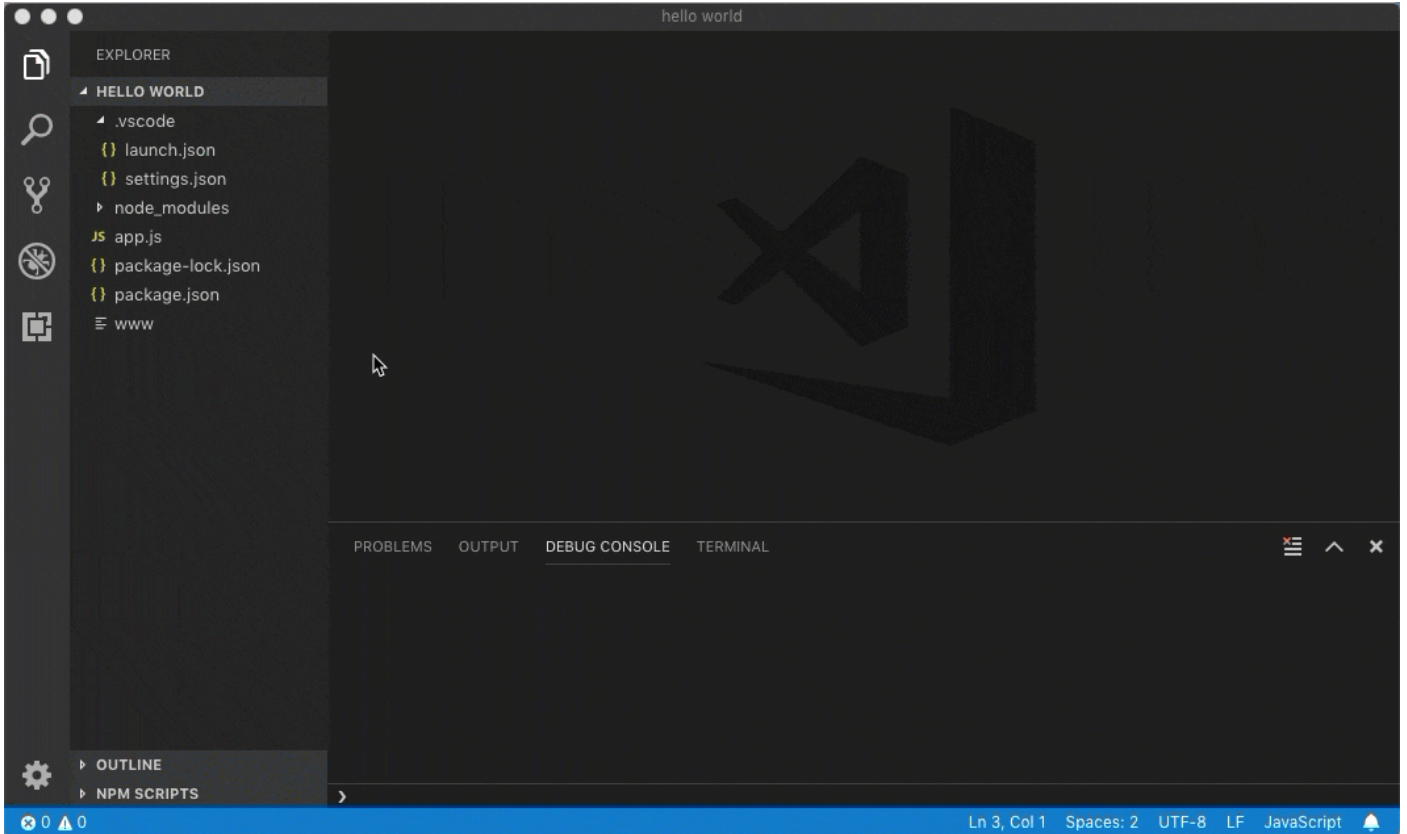 hello world
EXPLORER
HELLO WORLD
.vscode
{} launch.json
{} settings.json
node_modules
JS app.js
{} package-lock.json
{} package.json
www
PROBLEMS OUTPUT DEBUG CONSOLE TERMINAL
OUTLINE
NPM SCRIPTS
0 0 Ln 3, Col 1 Spaces: 2 UTF-8 LF JavaScript